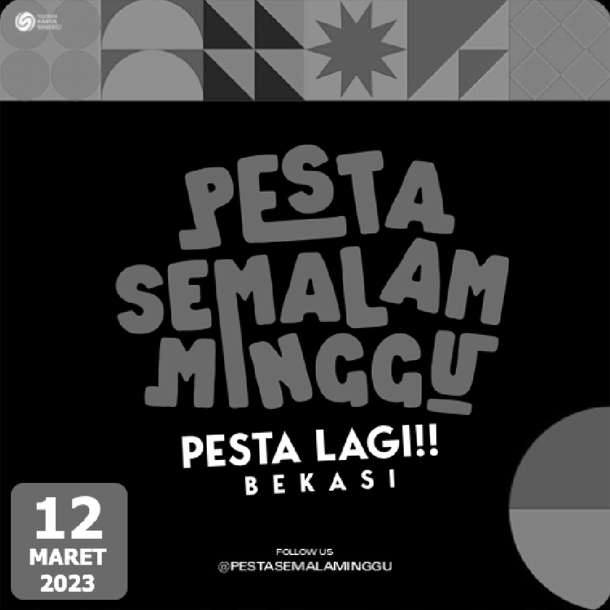 PESTA
SEMALAM
MINGGU
PESTA LAGI!!
BEKASI
12
MARET
2023
FOLLOW US
@PESTASEMALAMINGGU